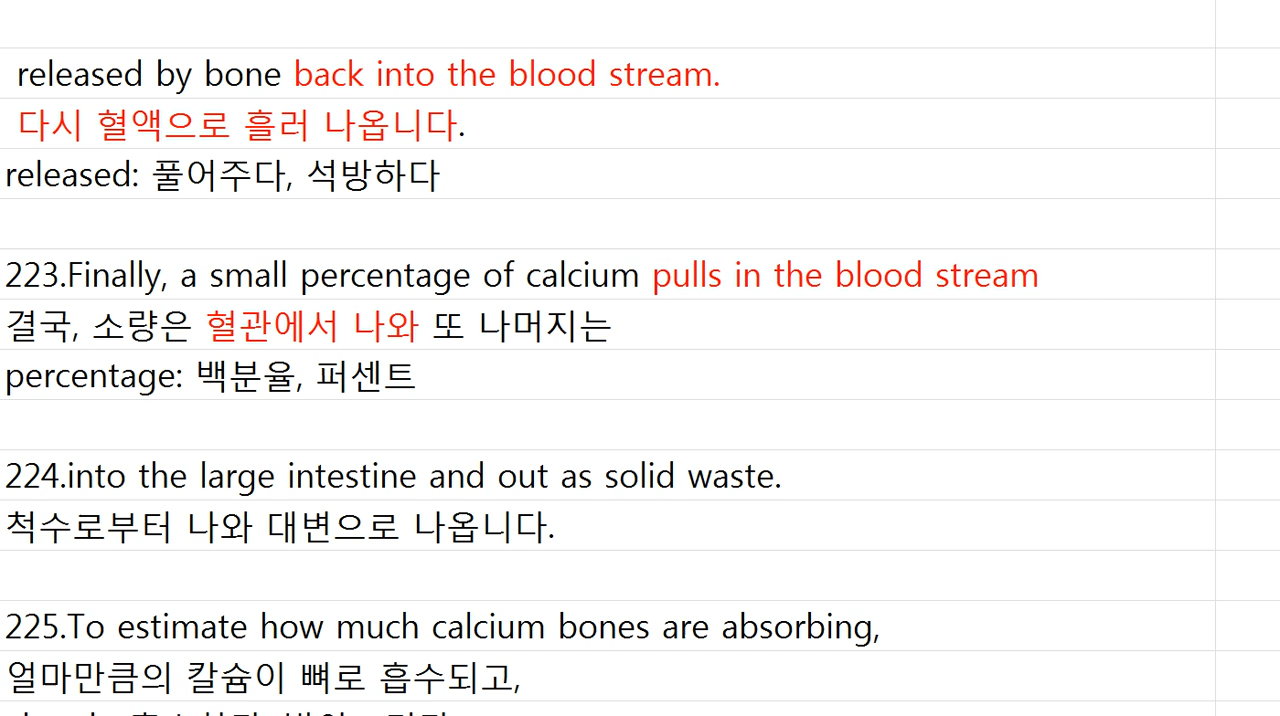 released by bone back into the blood stream.
다시 혈액으로 흘러 나옵니다.
released: 풀어주다, 석방하다
223.Finally, a small percentage of calcium pulls in the blood stream
결국, 소량은 혈관에서 나와 또 나머지는
percentage: 백분율, 퍼센트
224.into the large intestine and out as solid waste.
척수로부터 나와 대변으로 나옵니다.
225.To estimate how much calcium bones are absorbing,
얼마만큼의 칼슘이 뼈로 흡수되고,